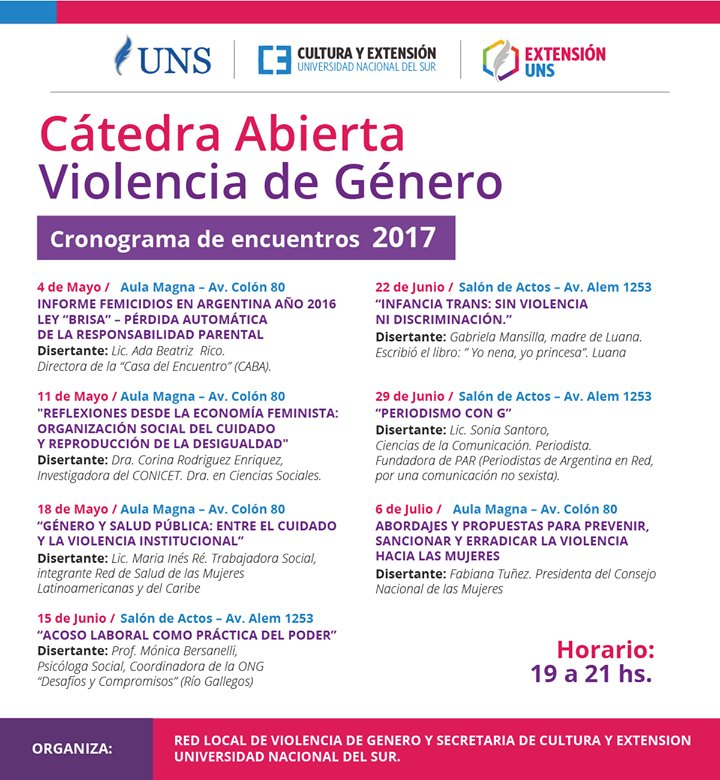 UNS
CULTURA Y EXTENSIÓN
UNIVERSIDAD NACIONAL DEL SUR
EXTENSIÓN
UNS
Cátedra Abierta
Violencia de Género
Cronograma de encuentros 2017
4 de Mayo / Aula Magna – Av. Colón 80
INFORME FEMICIDIOS EN ARGENTINA AÑO 2016
LEY “BRISA” – PÉRDIDA AUTOMÁTICA
DE LA RESPONSABILIDAD PARENTAL
Disertante: Lic. Ada Beatriz Rico.
Directora de la “Casa del Encuentro” (CABA).
11 de Mayo / Aula Magna – Av. Colón 80
"REFLEXIONES DESDE LA ECONOMÍA FEMINISTA:
ORGANIZACIÓN SOCIAL DEL CUIDADO
Y REPRODUCCIÓN DE LA DESIGUALDAD"
Disertante: Dra. Corina Rodriguez Enriquez,
Investigadora del CONICET. Dra. en Ciencias Sociales.
18 de Mayo / Aula Magna – Av. Colón 80
“GÉNERO Y SALUD PÚBLICA: ENTRE EL CUIDADO
Y LA VIOLENCIA INSTITUCIONAL”
Disertante: Lic. Maria Inés Ré. Trabajadora Social,
integrante Red de Salud de las Mujeres
Latinoamericanas y del Caribe
15 de Junio / Salón de Actos – Av. Alem 1253
“ACOSO LABORAL COMO PRÁCTICA DEL PODER”
Disertante: Prof. Mónica Bersanelli,
Psicóloga Social, Coordinadora de la ONG
“Desafíos y Compromisos” (Río Gallegos)
22 de Junio / Salón de Actos – Av. Alem 1253
“INFANCIA TRANS: SIN VIOLENCIA
NI DISCRIMINACIÓN.”
Disertante: Gabriela Mansilla, madre de Luana.
Escribió el libro: ” Yo nena, yo princesa”. Luana
29 de Junio / Salón de Actos – Av. Alem 1253
“PERIODISMO CON G”
Disertante: Lic. Sonia Santoro,
Ciencias de la Comunicación. Periodista.
Fundadora de PAR (Periodistas de Argentina en Red,
por una comunicación no sexista).
6 de Julio / Aula Magna – Av. Colón 80
ABORDAJES Y PROPUESTAS PARA PREVENIR,
SANCIONAR Y ERRADICAR LA VIOLENCIA
HACIA LAS MUJERES
Disertante: Fabiana Tuñez. Presidenta del Consejo
Nacional de las Mujeres
Horario:
19 a 21 hs.
ORGANIZA:
RED LOCAL DE VIOLENCIA DE GENERO Y SECRETARIA DE CULTURA Y EXTENSION
UNIVERSIDAD NACIONAL DEL SUR.